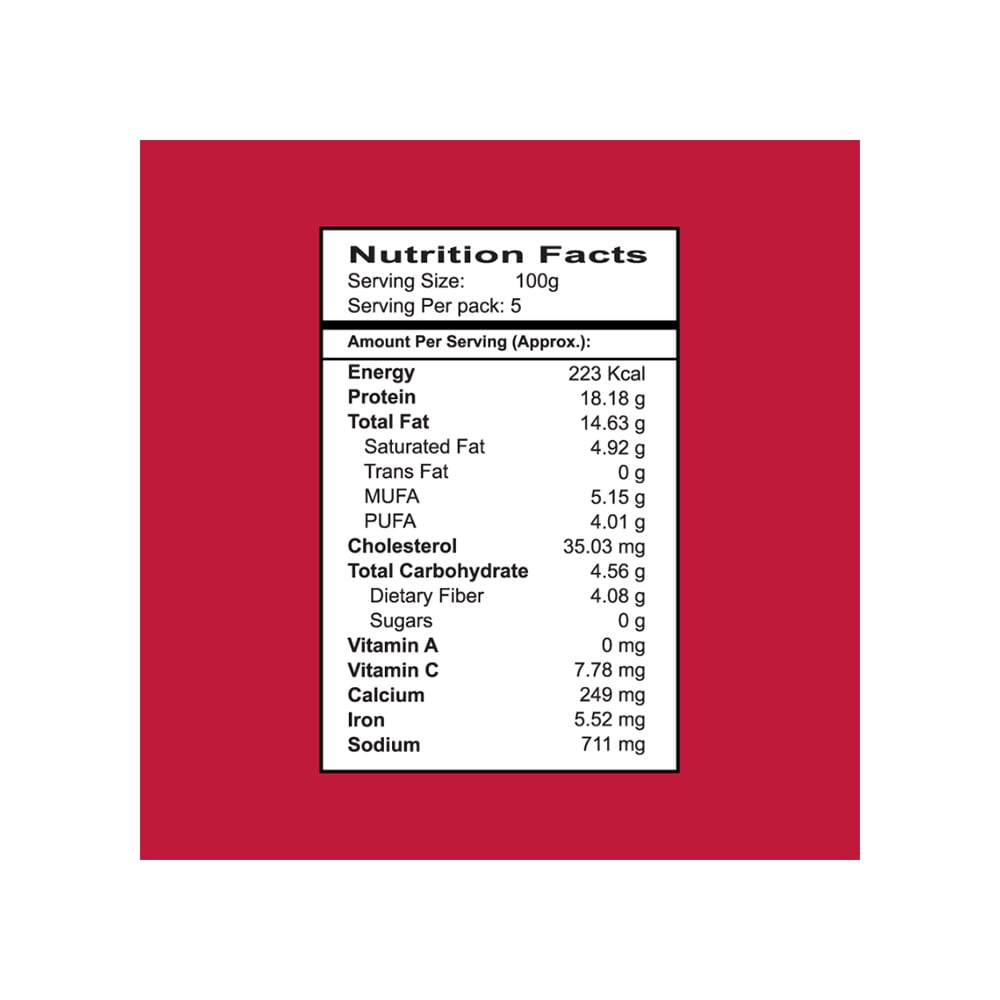 Nutrition Facts
Serving Size: 100g
Serving Per pack: 5
Amount Per Serving (Approx.):
Energy 223 Kcal
Protein 18.18 g
Total Fat 14.63 g
Saturated Fat 4.92 g
Trans Fat 0 g
MUFA 5.15 g
PUFA 4.01 g
Cholesterol 35.03 mg
Total Carbohydrate 4.56 g
Dietary Fiber 4.08 g
Sugars 0 g
Vitamin A 0 mg
Vitamin C 7.78 mg
Calcium 249 mg
Iron 5.52 mg
Sodium 711 mg